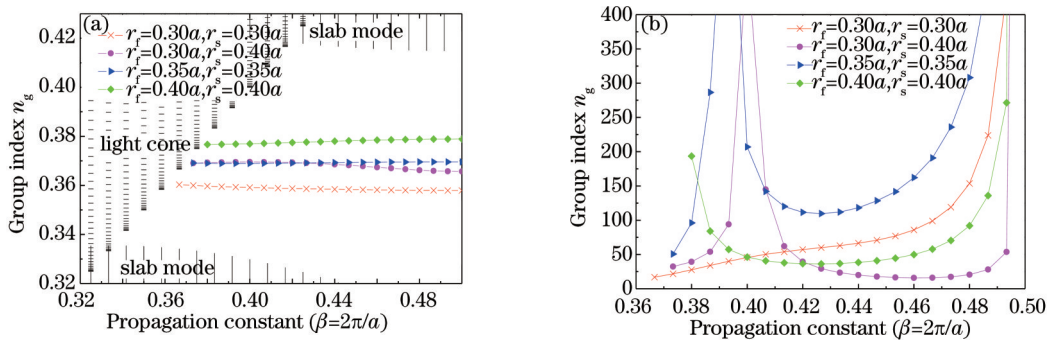 (a)
slab mode
r_f=0.30a,r_s=0.30a
r_f=0.30a,r_s=0.40a
r_f=0.35a,r_s=0.35a
r_f=0.40a,r_s=0.40a
light cone
slab mode
Group index n_g
0.42
0.40
0.38
0.36
0.34
0.32
0.32 0.36 0.40 0.44 0.48
Propagation constant (β=2π/a)
(b)
r_f=0.30a,r_s=0.30a
r_f=0.30a,r_s=0.40a
r_f=0.35a,r_s=0.35a
r_f=0.40a,r_s=0.40a
Group index n_g
400
350
300
250
200
150
100
50
0
0.36 0.38 0.40 0.42 0.44 0.46 0.48 0.50
Propagation constant (β=2π/a)